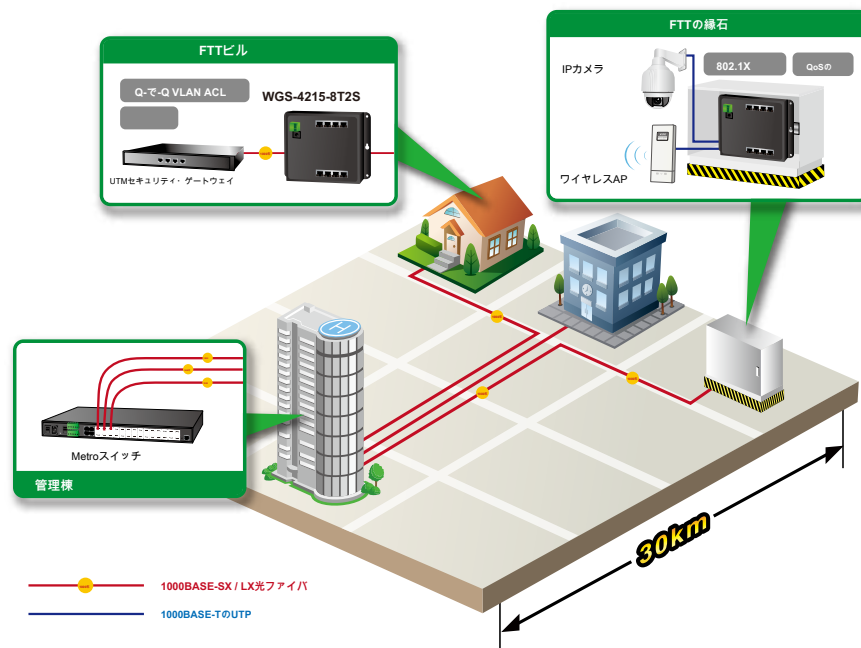 FTTビル
Q-で-Q VLAN ACL
WGS-4215-8T2S
UTMセキュリティ・ゲートウェイ
FTTの縁石
IPカメラ
802.1X
QoSの
ワイヤレスAP
H
Metroスイッチ
管理棟
30km
1000BASE-SX / LX光ファイバ
1000BASE-TのUTP